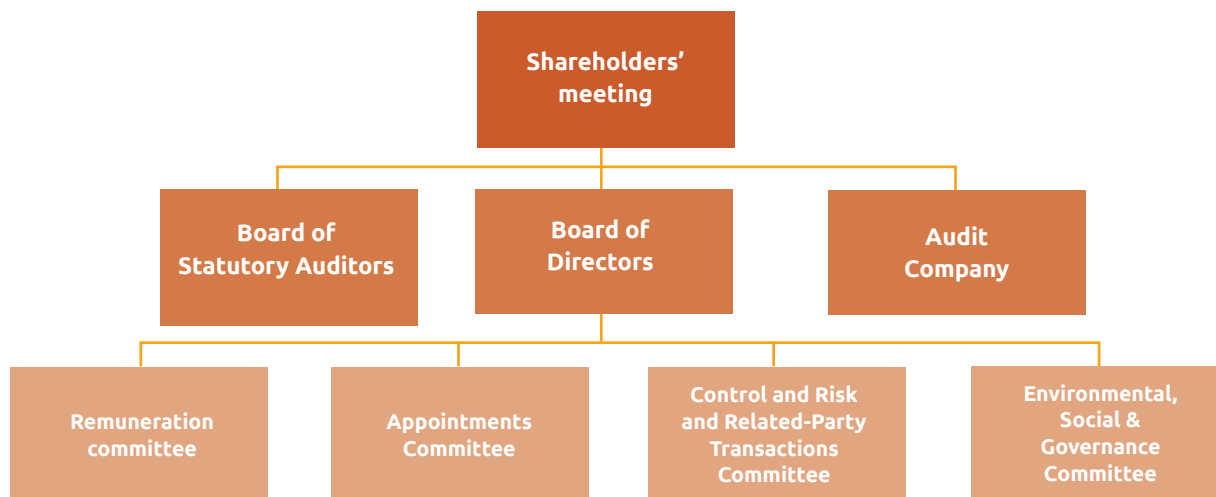 Shareholders’
meeting
Board of
Statutory Auditors
Board of
Directors
Audit
Company
Remuneration
committee
Appointments
Committee
Control and Risk
and Related-Party
Transactions
Committee
Environmental,
Social &
Governance
Committee